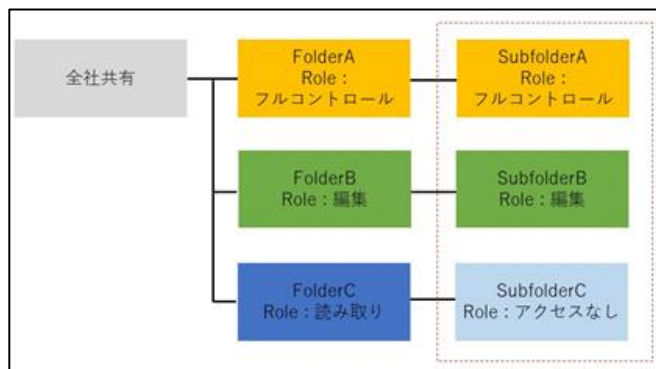 全社共有
FolderA
Role：
フルコントロール
SubfolderA
Role：
フルコントロール
FolderB
Role：編集
SubfolderB
Role：編集
FolderC
Role：読み取り
SubfolderC
Role：アクセスなし